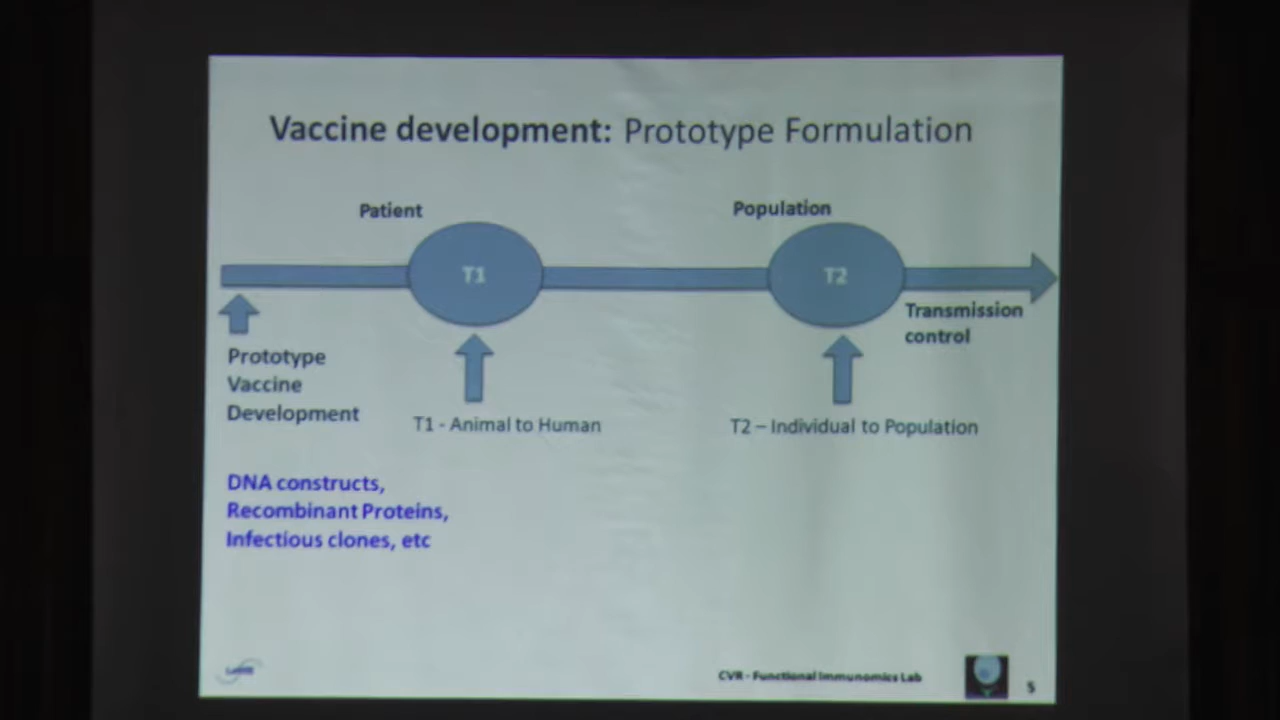 Vaccine development: Prototype Formulation
Patient
Population
T1
T2
Transmission
control
Prototype
Vaccine
Development
T1 - Animal to Human
T2 – Individual to Population
DNA constructs,
Recombinant Proteins,
Infectious clones, etc
CVR - Functional Immunomics Lab
5